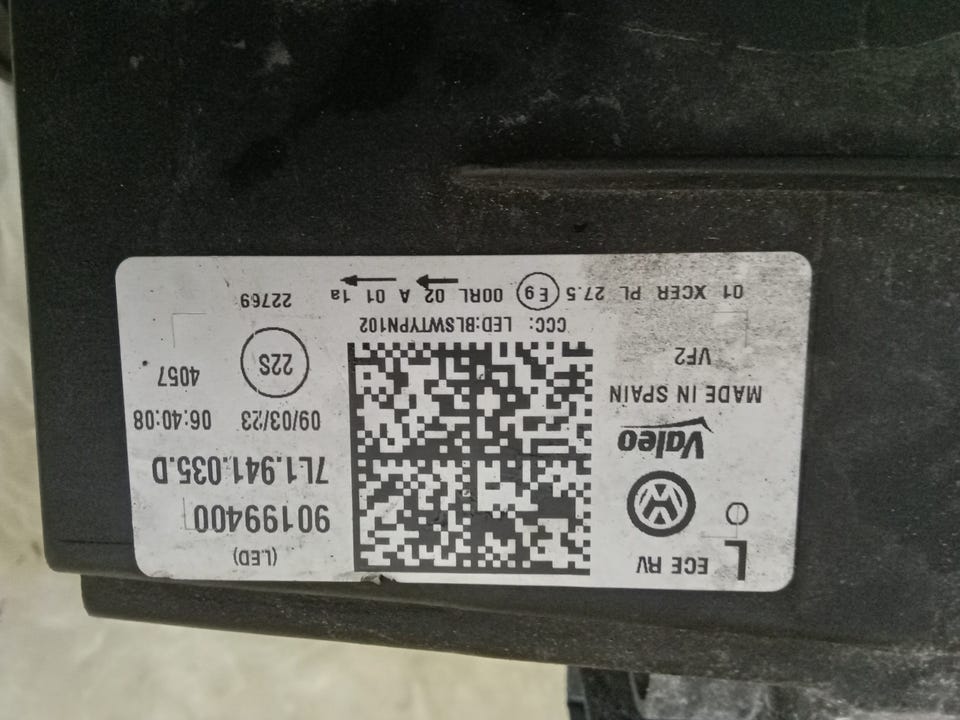 L ECE RV
(LED)
90199400
7L1.941.035.D
Valeo
09/03/23 06:40:08
MADE IN SPAIN
22S 4057
VF2
CCC: LED:BLSWTYPN102
01 XCER PL 27.5 E9 00RL 02 A 01 1a
22769